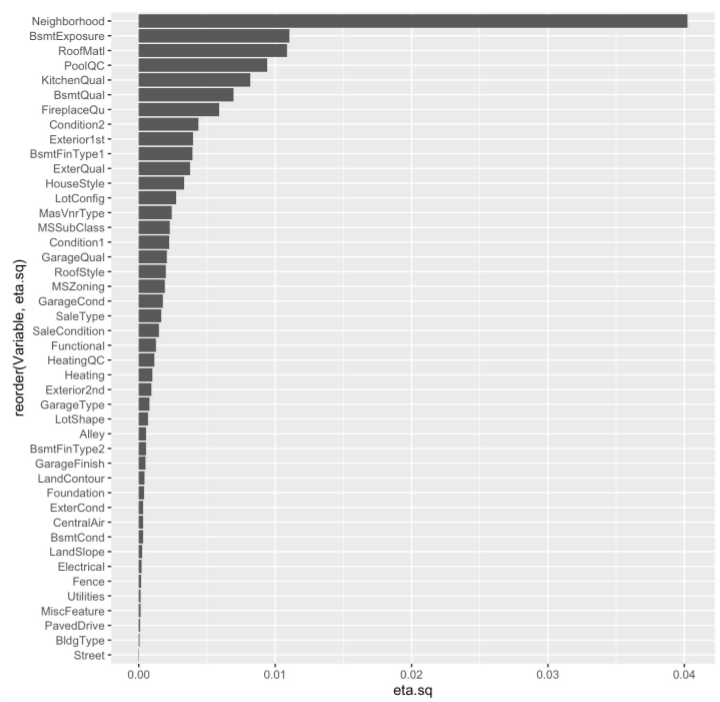 Neighborhood
BsmtExposure
RoofMatl
PoolQC
KitchenQual
BsmtQual
FireplaceQu
Condition2
Exterior1st
BsmtFinType1
ExterQual
HouseStyle
LotConfig
MasVnrType
MSSubClass
Condition1
GarageQual
RoofStyle
MSZoning
GarageCond
SaleType
SaleCondition
Functional
HeatingQC
Heating
Exterior2nd
GarageType
LotShape
Alley
BsmtFinType2
GarageFinish
LandContour
Foundation
ExterCond
CentralAir
BsmtCond
LandSlope
Electrical
Fence
Utilities
MiscFeature
PavedDrive
BldgType
Street
reorder(Variable, eta.sq)
0.00 0.01 0.02 0.03 0.04
eta.sq